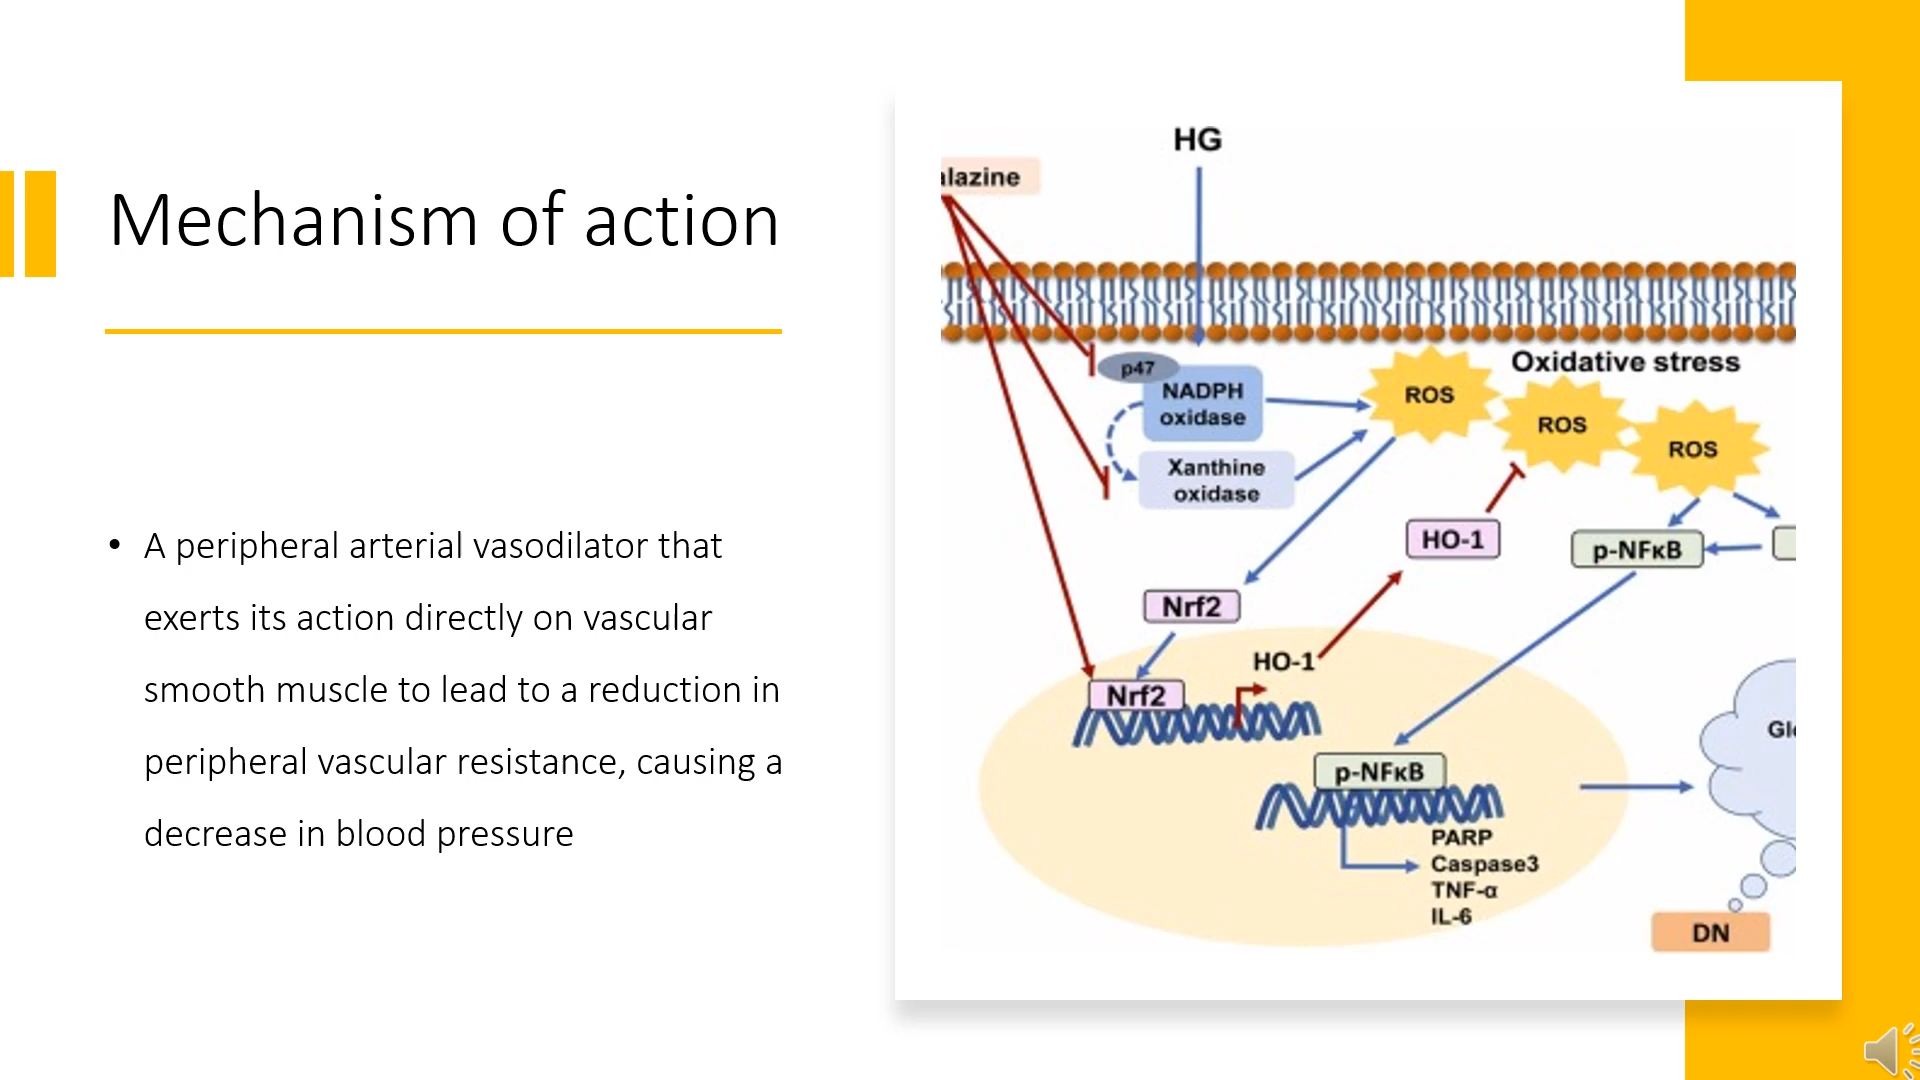 Mechanism of action
• A peripheral arterial vasodilator that
exerts its action directly on vascular
smooth muscle to lead to a reduction in
peripheral vascular resistance, causing a
decrease in blood pressure
HG
alazine
Oxidative stress
p47
NADPH
oxidase
ROS
ROS
ROS
Xanthine
oxidase
HO-1
p-NFκB
Nrf2
HO-1
Nrf2
p-NFκB
PARP
Caspase3
TNF-α
IL-6
DN